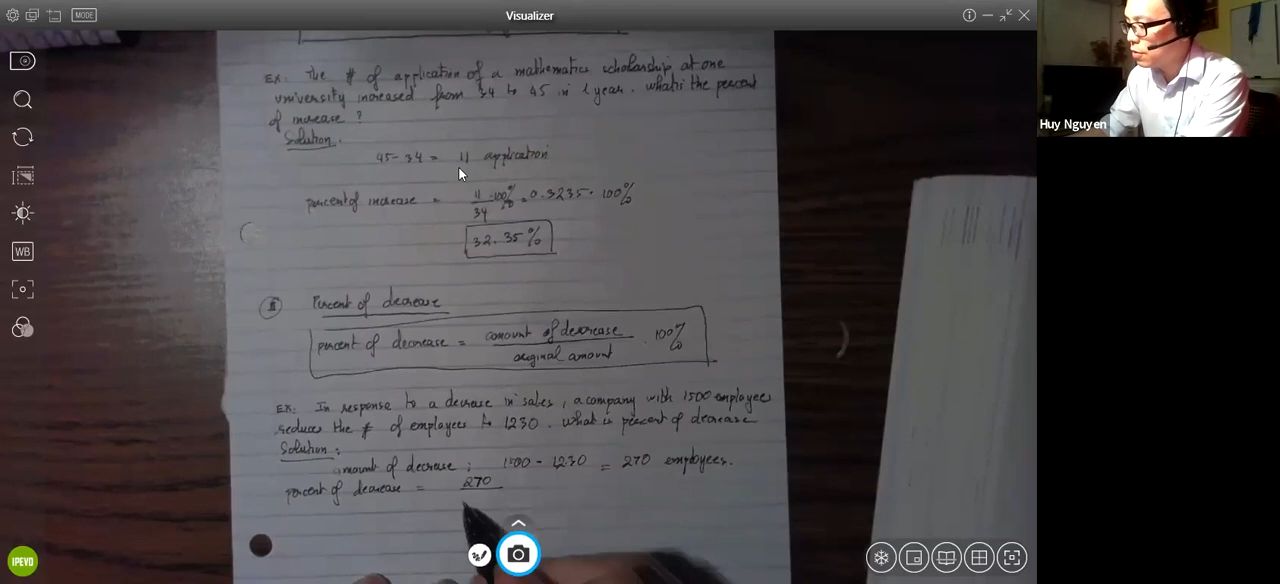 MODE
Visualizer
Huy Nguyen
WB
IPEVO
Ex: The # of application of a mathematics scholarship at one
university increased from 34 to 45 in 1 year. what is the percent
of increase ?
Solution.
45 - 34 = 11 application
percent of increase = 11/34 · 100% = 0.3235 · 100%
32.35%
Percent of decrease
percent of decrease = amount of decrease / original amount · 100%
Ex: In response to a decrease in sales, a company with 1500 employees
reduces the # of employees to 1230. What is percent of decrease
Solution:
amount of decrease : 1500 - 1230 = 270 employees.
percent of decrease = 270